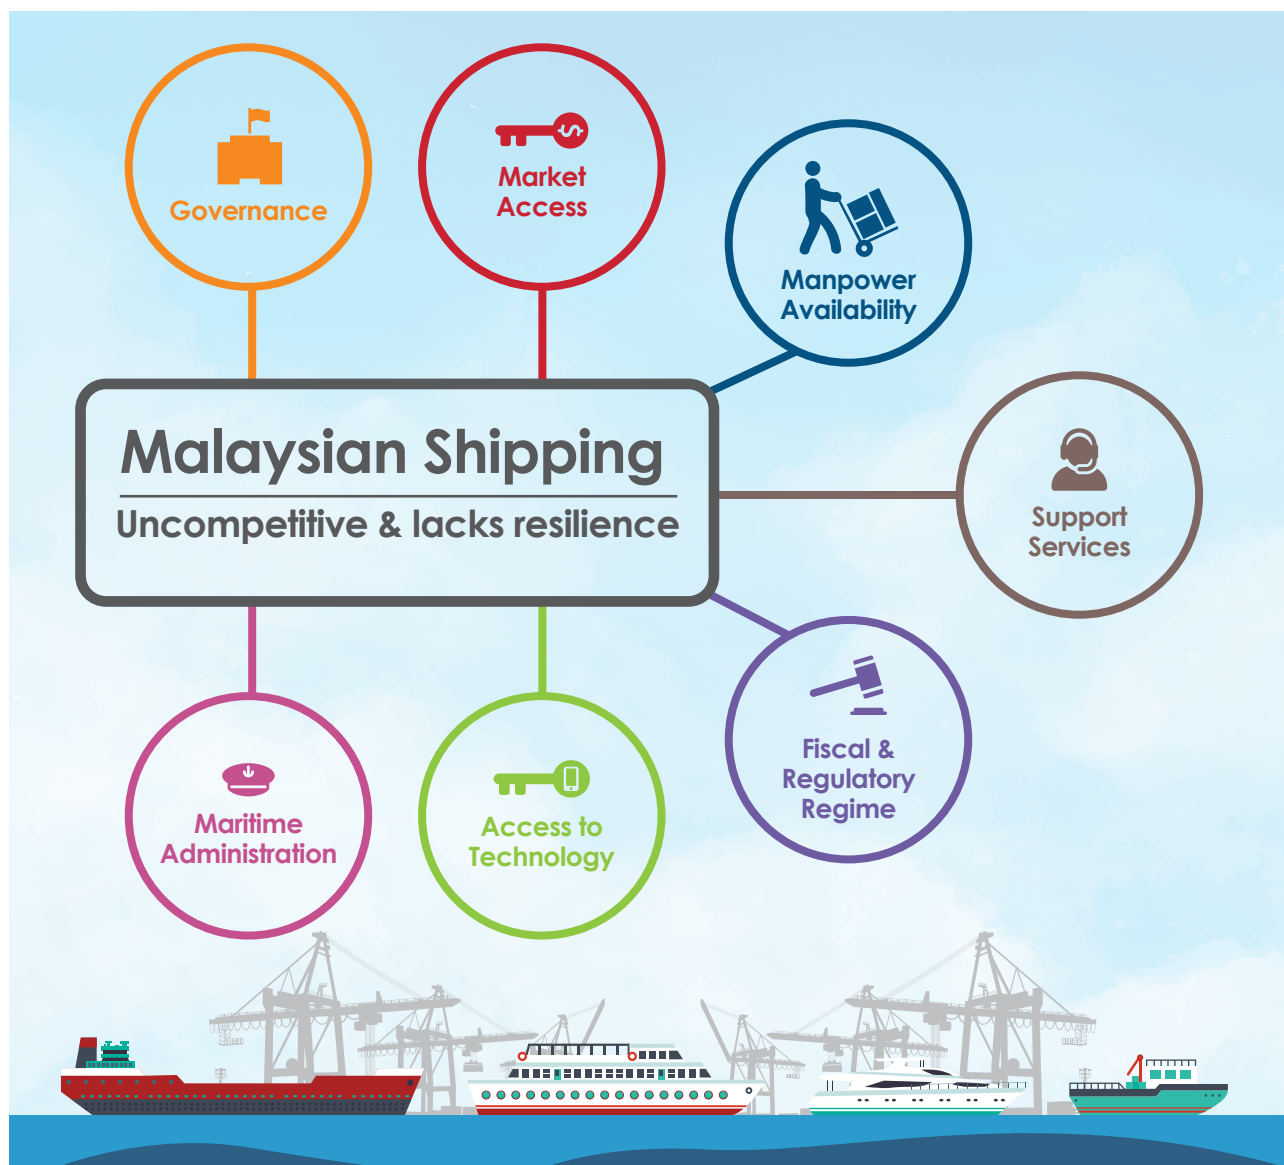 Governance
Market
Access
Manpower
Availability
Malaysian Shipping
Uncompetitive & lacks resilience
Support
Services
Fiscal &
Regulatory
Regime
Maritime
Administration
Access to
Technology